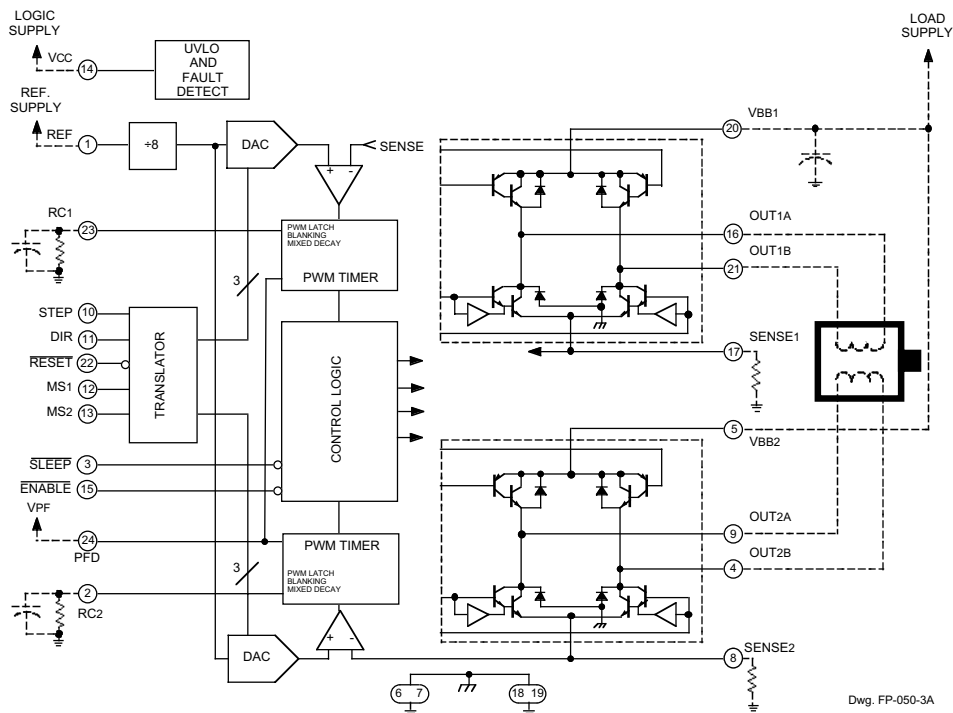 LOGIC
SUPPLY
VCC
14
UVLO
AND
FAULT
DETECT
REF.
SUPPLY
REF
1
÷8
DAC
+ -
SENSE
RC1
23
PWM LATCH
BLANKING
MIXED DECAY
PWM TIMER
3
STEP
10
DIR
11
RESET
22
MS1
12
MS2
13
TRANSLATOR
CONTROL LOGIC
SLEEP
3
ENABLE
15
VPF
24
PFD
PWM TIMER
PWM LATCH
BLANKING
MIXED DECAY
3
2
RC2
DAC
+ -
LOAD
SUPPLY
VBB1
20
OUT1A
16
OUT1B
21
SENSE1
17
5
VBB2
OUT2A
9
OUT2B
4
SENSE2
8
6 7
18 19
Dwg. FP-050-3A